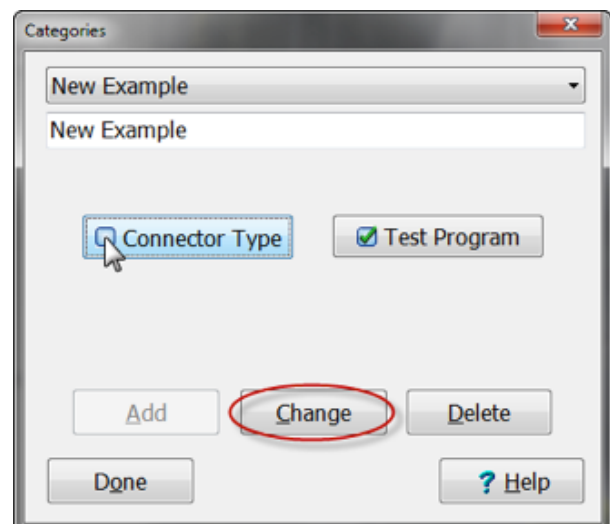 Categories
New Example
New Example
Connector Type
Test Program
Add
Change
Delete
Done
? Help